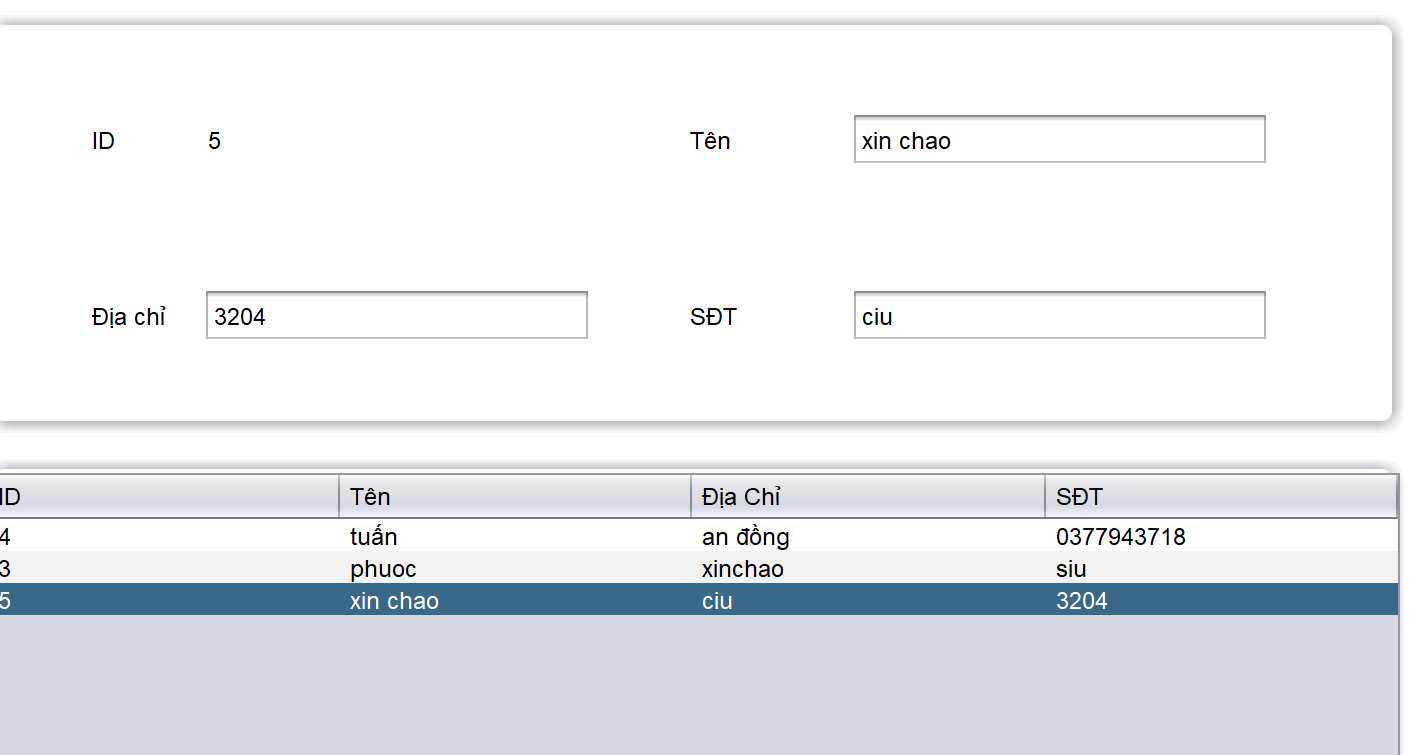 ID 5 Tên xin chao
Địa chỉ 3204 SĐT ciu
ID Tên Địa Chỉ SĐT
4 tuấn an đồng 0377943718
3 phuoc xinchao siu
5 xin chao ciu 3204